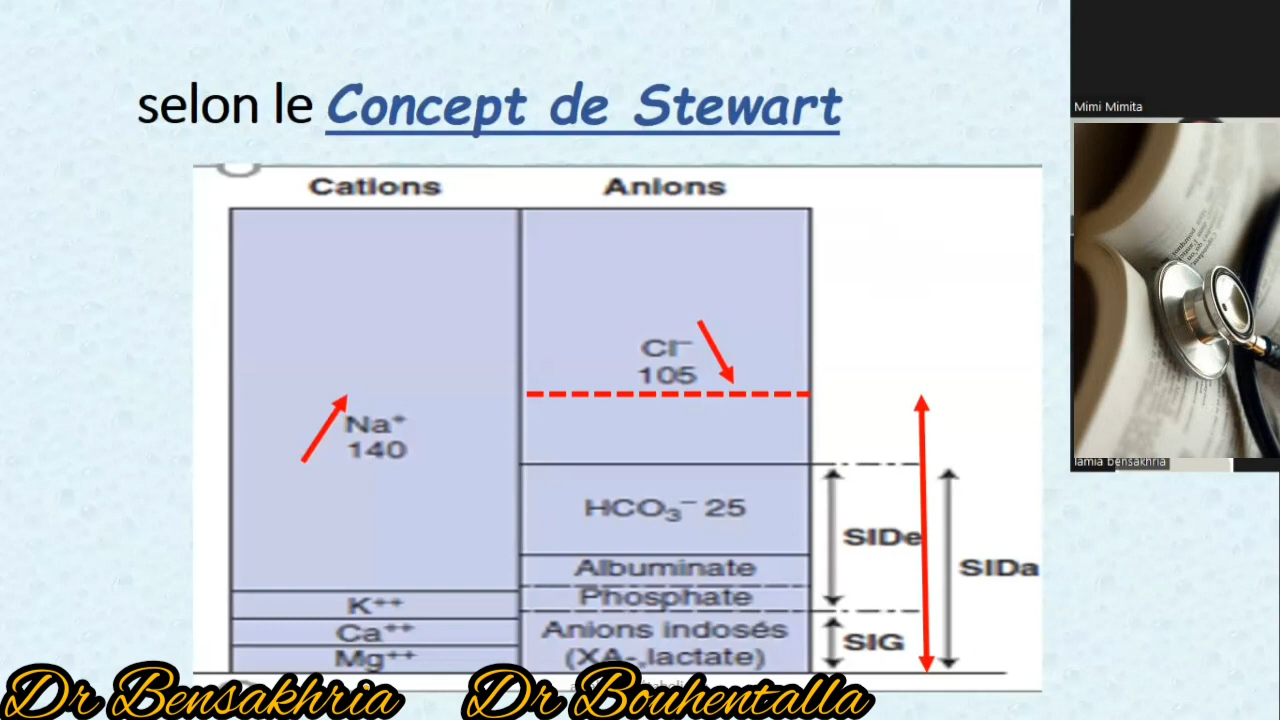 selon le Concept de Stewart
Cations
Anions
Cl⁻
105
Na⁺
140
HCO₃⁻ 25
SIDe
SIDa
Albuminate
Phosphate
K⁺⁺
Ca⁺⁺
Mg⁺⁺
Anions indosés
(XA-,lactate)
SIG
Mimi Mimita
lamia bensakhria
Dr Bensakhria
Dr Bouhentalla